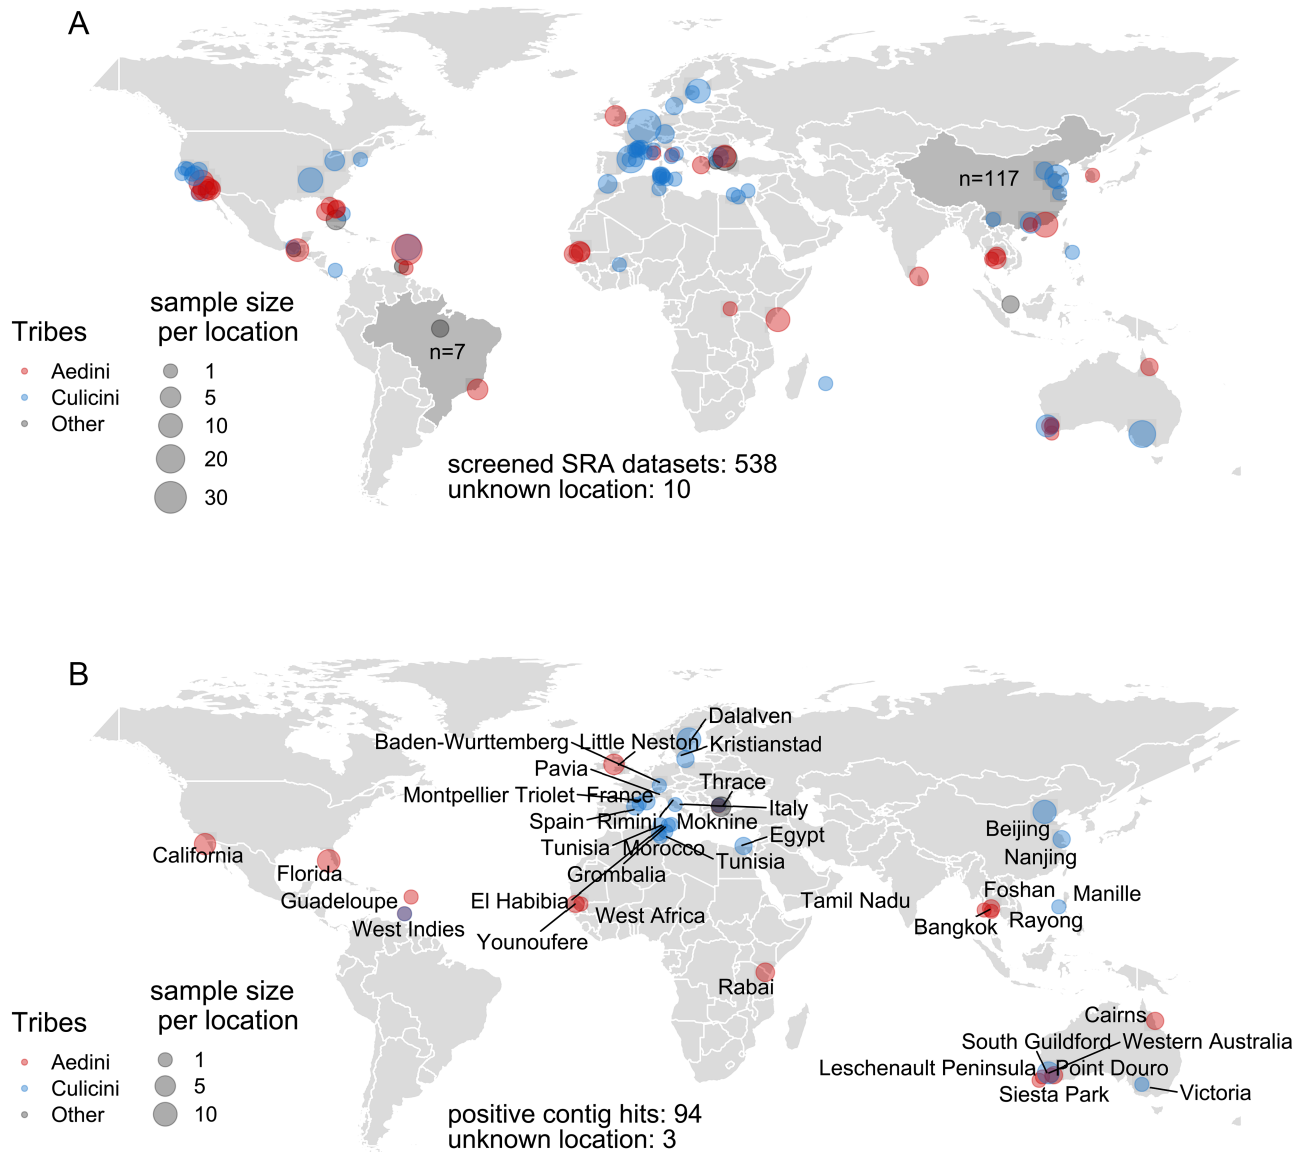 A
n=117
n=7
sample size
per location
Tribes
Aedini
Culicini
Other
1
5
10
20
30
screened SRA datasets: 538
unknown location: 10
B
Dalalven
Baden-Wurttemberg
Little Neston
Kristianstad
Pavia
Thrace
Montpellier
Triolet
France
Italy
Spain
Rimini
Moknine
Egypt
Tunisia
Morocco
Tunisia
Grombalia
California
Florida
Guadeloupe
West Indies
El Habibia
West Africa
Younoufere
Beijing
Nanjing
Tamil Nadu
Foshan
Manille
Bangkok
Rayong
Rabai
Cairns
South Guildford
Western Australia
Leschenault Peninsula
Point Douro
Siesta Park
Victoria
sample size
per location
Tribes
Aedini
Culicini
Other
1
5
10
positive contig hits: 94
unknown location: 3